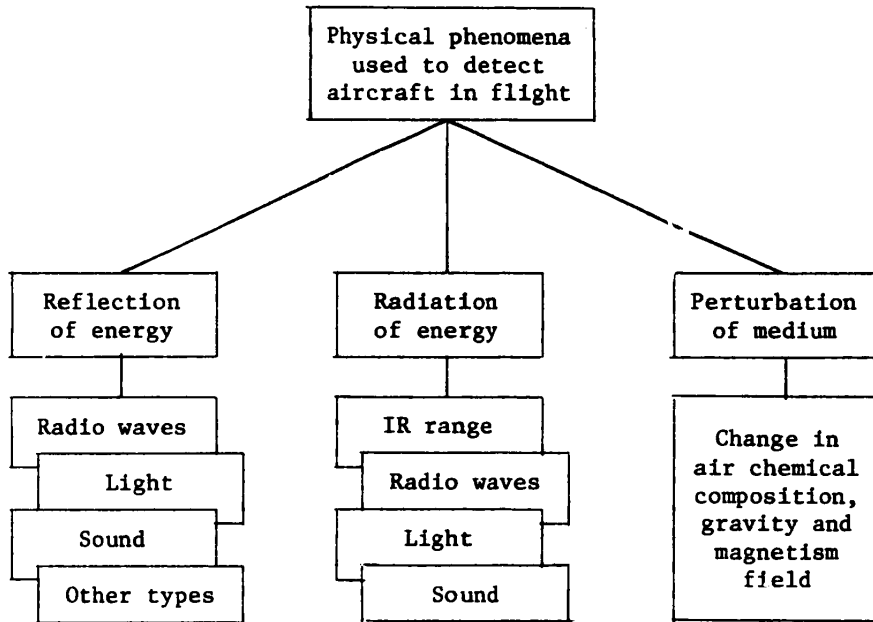 Physical phenomena
used to detect
aircraft in flight
Reflection
of energy
Radiation
of energy
Perturbation
of medium
Radio waves
Light
Sound
Other types
IR range
Radio waves
Light
Sound
Change in
air chemical
composition,
gravity and
magnetism
field